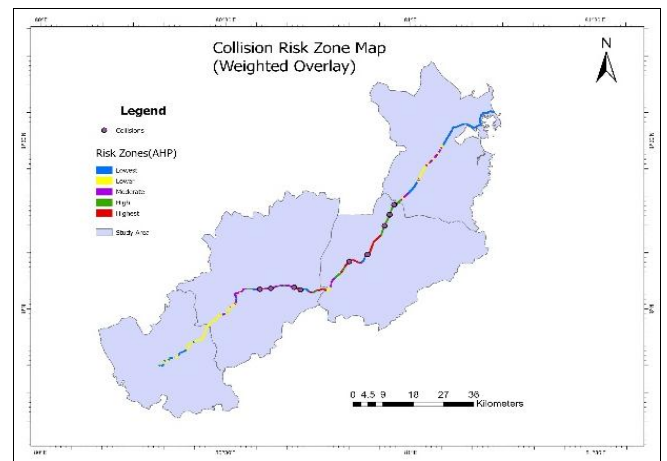 Collision Risk Zone Map
(Weighted Overlay)
N
Legend
Collisions
Risk Zones(AHP)
Lowest
Lower
Moderate
High
Highest
Study Area
0 4.5 9 18 27 36
Kilometers